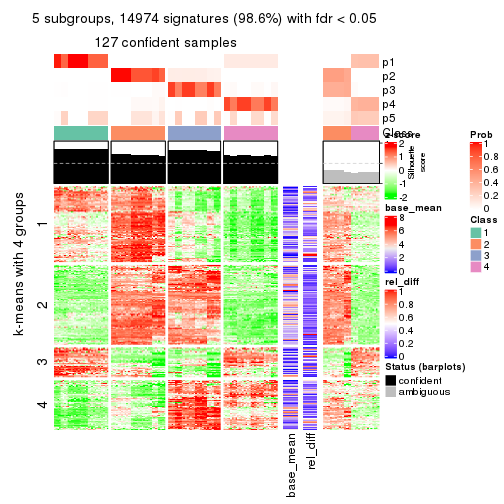 5 subgroups, 14974 signatures (98.6%) with fdr < 0.05
127 confident samples
p1
p2
p3
p4
p5
Class
k-means with 4 groups
1
2
3
4
Silhouette
score
base_mean
rel_diff
z-score
2
1
0
-1
-2
base_mean
8
6
4
2
0
rel_diff
1
0.8
0.6
0.4
0.2
0
Status (barplots)
confident
ambiguous
Prob
1
0.8
0.6
0.4
0.2
0
Class
1
2
3
4